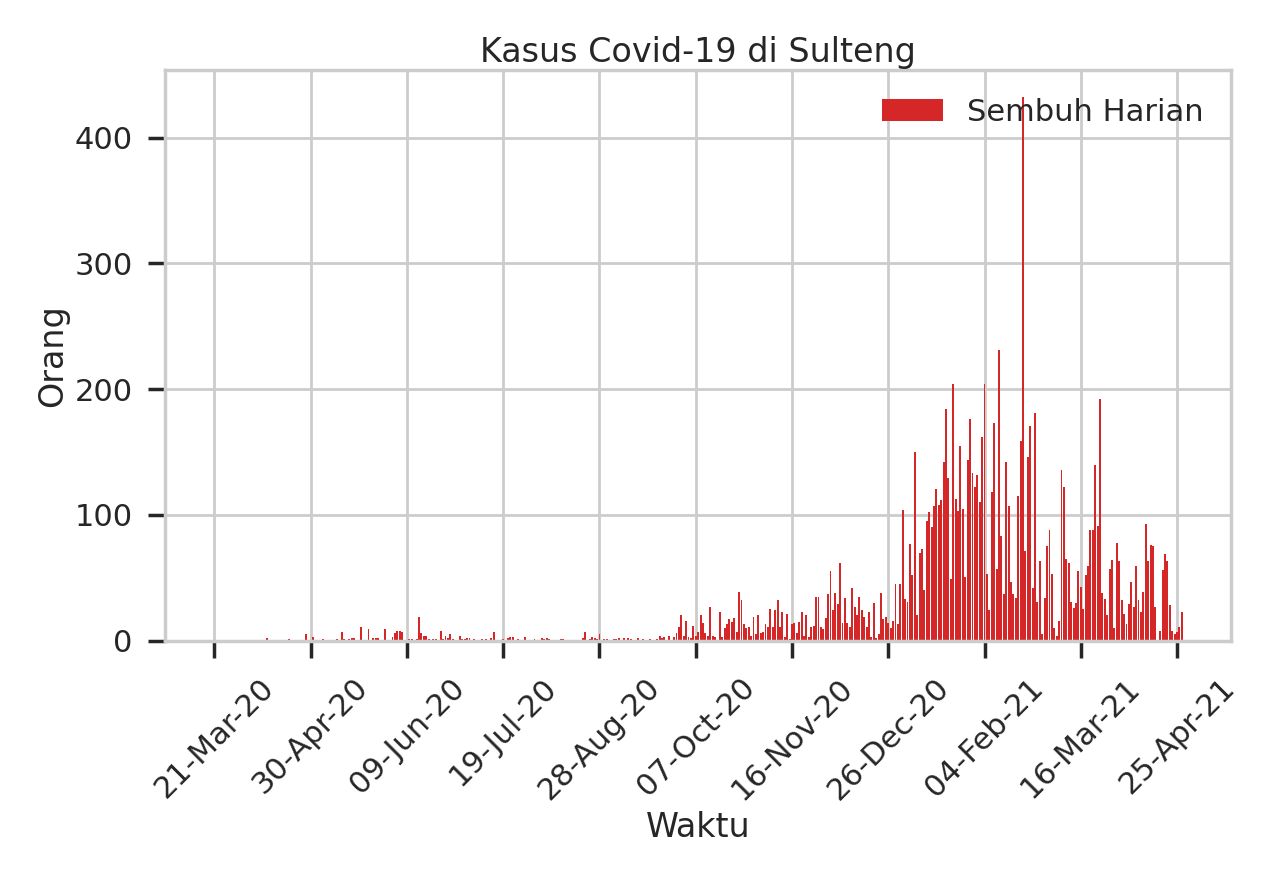 Kasus Covid-19 di Sulteng
Sembuh Harian
Orang
400
300
200
100
0
21-Mar-20
30-Apr-20
09-Jun-20
19-Jul-20
28-Aug-20
07-Oct-20
16-Nov-20
26-Dec-20
04-Feb-21
16-Mar-21
25-Apr-21
Waktu